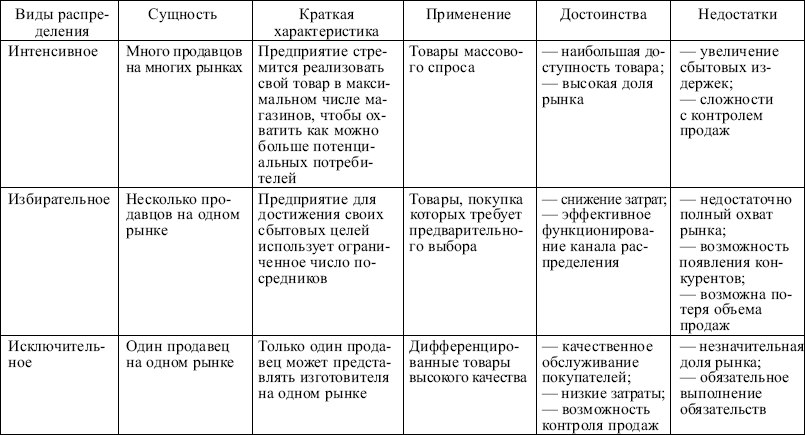 Виды распре-
деления
Сущность
Краткая
характеристика
Применение
Достоинства
Недостатки
Интенсивное
Много продавцов
на многих рынках
Предприятие стре-
мится реализовать
свой товар в макси-
мальном числе ма-
газинов, чтобы ох-
ватить как можно
больше потенци-
альных потреби-
телей
Товары массово-
го спроса
— наибольшая до-
ступность товара;
— высокая доля
рынка
— увеличение
сбытовых из-
держек;
— сложности
с контролем
продаж
Избирательное
Несколько про-
давцов на одном
рынке
Предприятие для
достижения своих
сбытовых целей
использует ограни-
ченное число по-
средников
Товары, покупка
которых требует
предварительно-
го выбора
— снижение затрат;
— эффективное
функционирова-
ние канала рас-
пределения
— недостаточно
полный охват
рынка;
— возможность
появления кон-
курентов;
— возможна по-
теря объема
продаж
Исключитель-
ное
Один продавец
на одном рынке
Только один прода-
вец может предста-
влять изготовителя
на одном рынке
Дифференциро-
ванные товары
высокого качества
— качественное
обслуживание
покупателей;
— низкие затраты;
— возможность
контроля продаж
— незначительная
доля рынка;
— обязательное
выполнение
обязательств